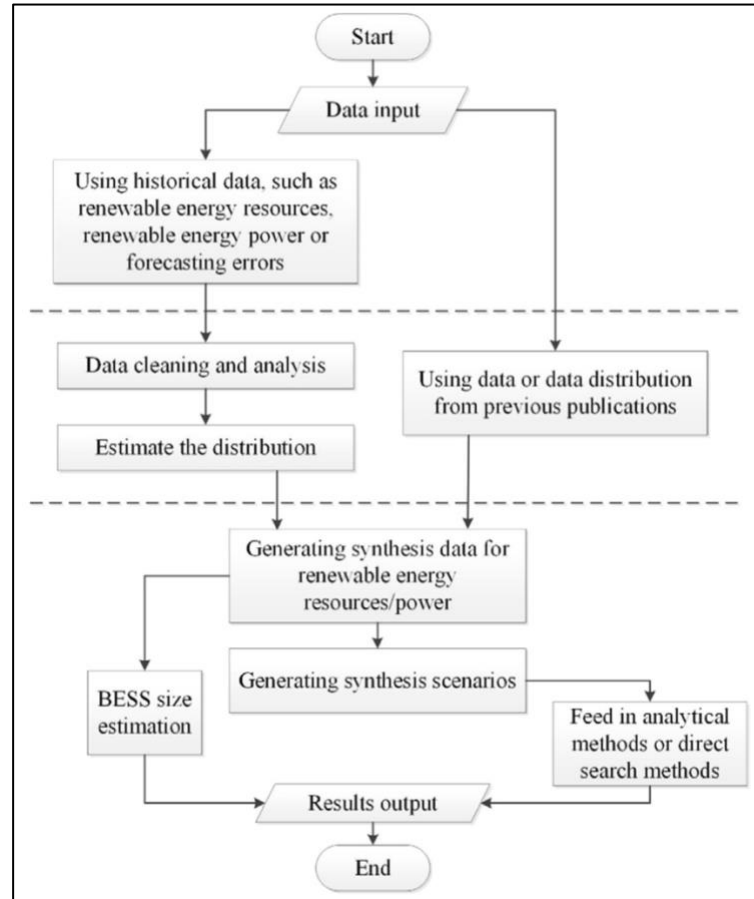 Start
Data input
Using historical data, such as
renewable energy resources,
renewable energy power or
forecasting errors
Data cleaning and analysis
Using data or data distribution
from previous publications
Estimate the distribution
Generating synthesis data for
renewable energy
resources/power
Generating synthesis scenarios
BESS size
estimation
Feed in analytical
methods or direct
search methods
Results output
End